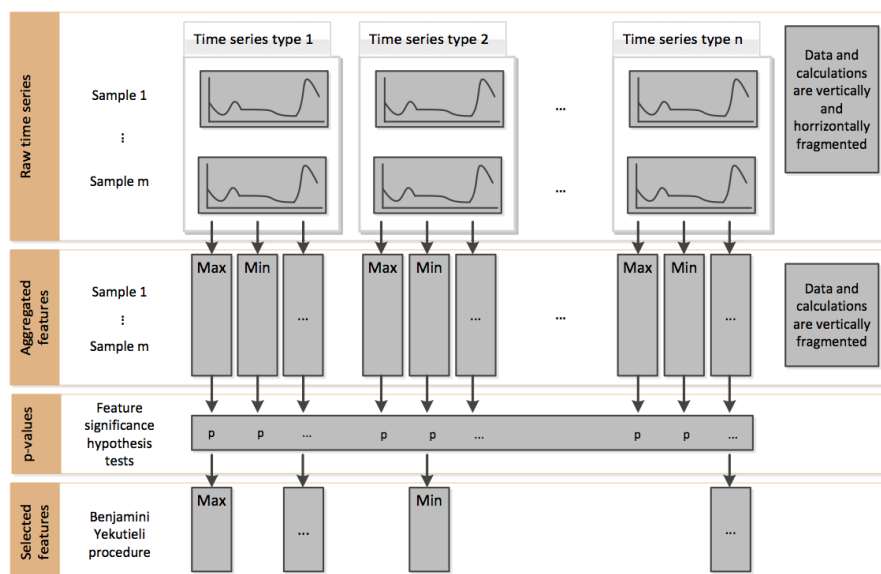 Raw time series
Time series type 1
Time series type 2
Time series type n
Sample 1
⋮
Sample m
...
...
Data and
calculations
are vertically
and
horrizontally
fragmented
Aggregated
features
Sample 1
⋮
Sample m
Max
Min
...
Max
Min
...
...
Max
Min
...
Data and
calculations
are vertically
fragmented
p-values
Feature
significance
hypothesis
tests
p p ... p p ... p p ...
Selected
features
Benjamini
Yekutieli
procedure
Max
...
Min
...